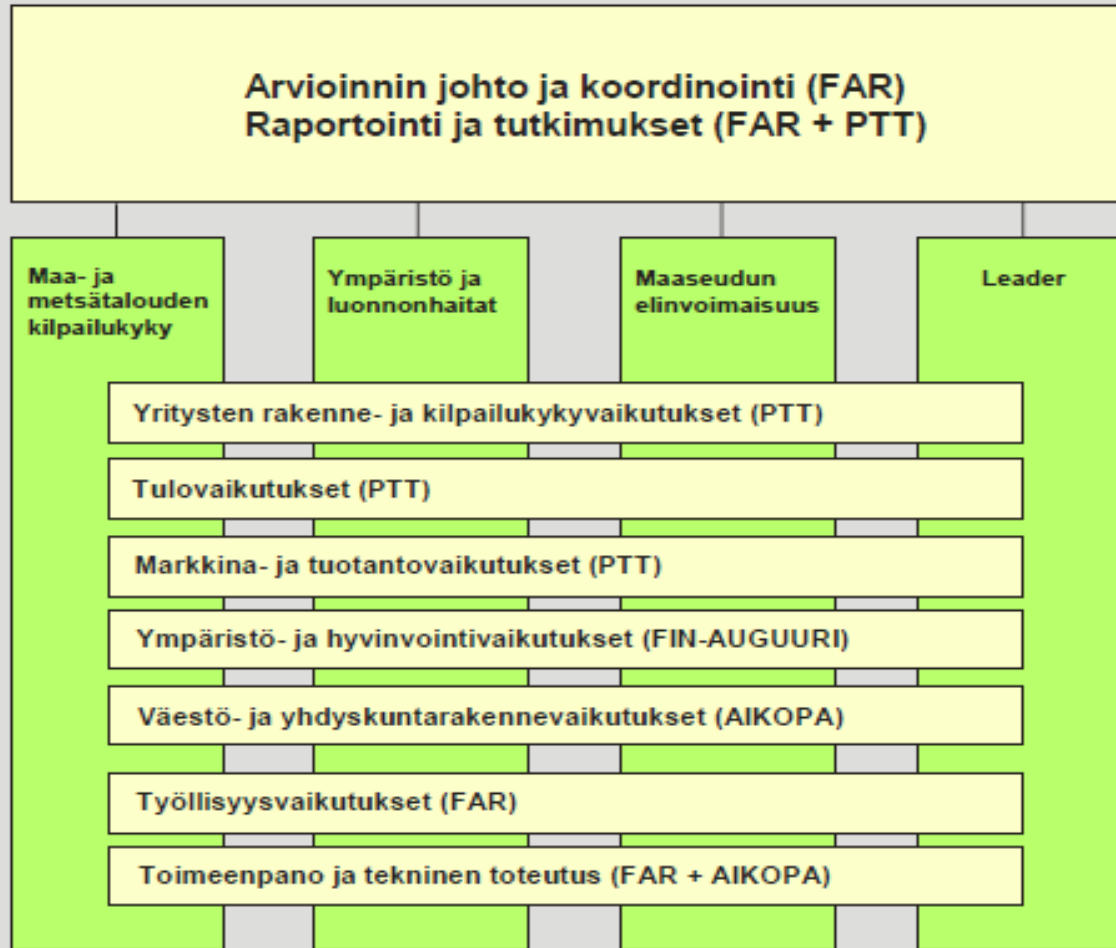 Arvioinnin johto ja koordinointi (FAR)
Raportointi ja tutkimukset (FAR + PTT)
Maa- ja
metsätalouden
kilpailukyky
Ympäristö ja
luonnonhaitat
Maaseudun
elinvoimaisuus
Leader
Yritysten rakenne- ja kilpailukykyvaikutukset (PTT)
Tulovaikutukset (PTT)
Markkina- ja tuotantovaikutukset (PTT)
Ympäristö- ja hyvinvointivaikutukset (FIN-AUGUURI)
Väestö- ja yhdyskuntarakennevaikutukset (AIKOPA)
Työllisyysvaikutukset (FAR)
Toimeenpano ja tekninen toteutus (FAR + AIKOPA)